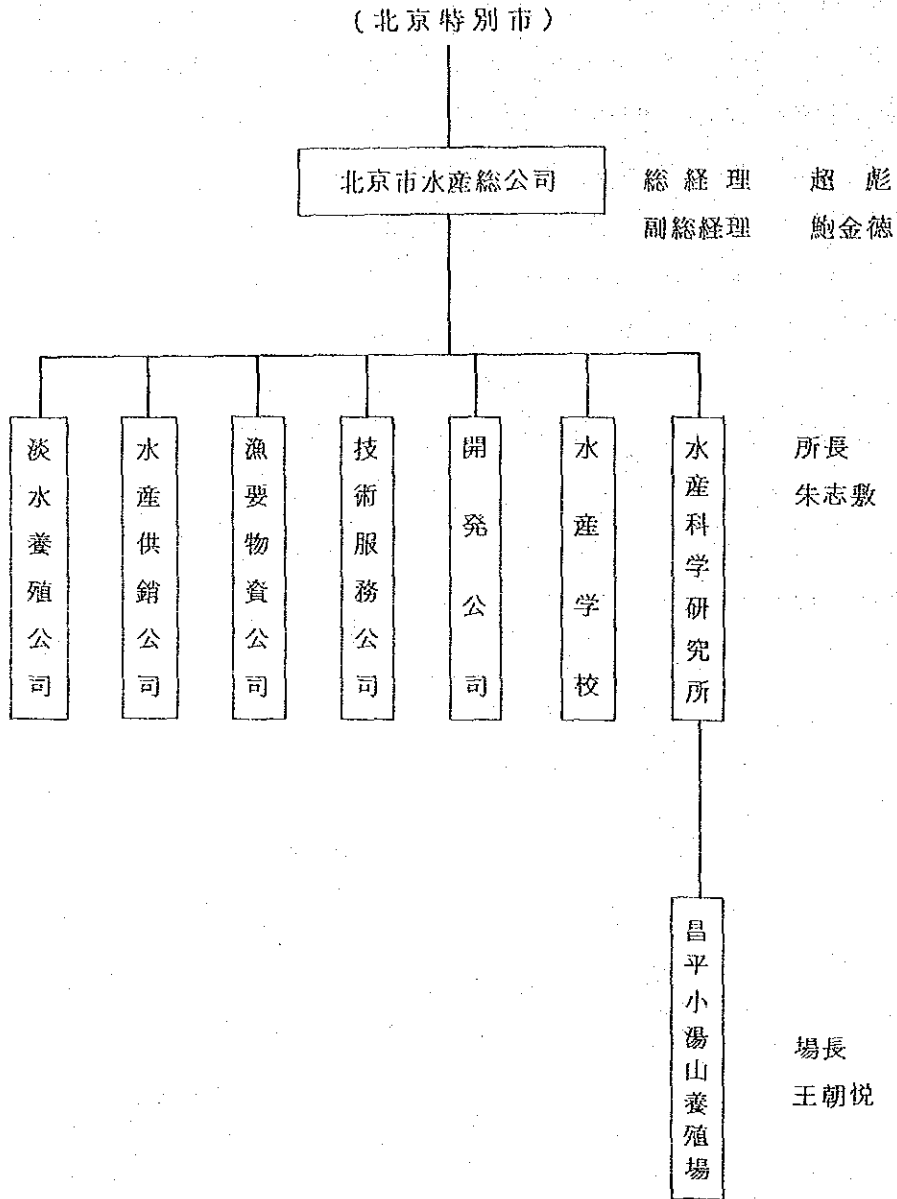 (北京特別市)
北京市水産総公司
総経理 超彪
副総経理 鮑金徳
淡水養殖公司
水産供銷公司
漁要物資公司
技術服務公司
開発公司
水産学校
水産科学研究所
所長
朱志敷
昌平小湯山養殖場
場長
王朝悦